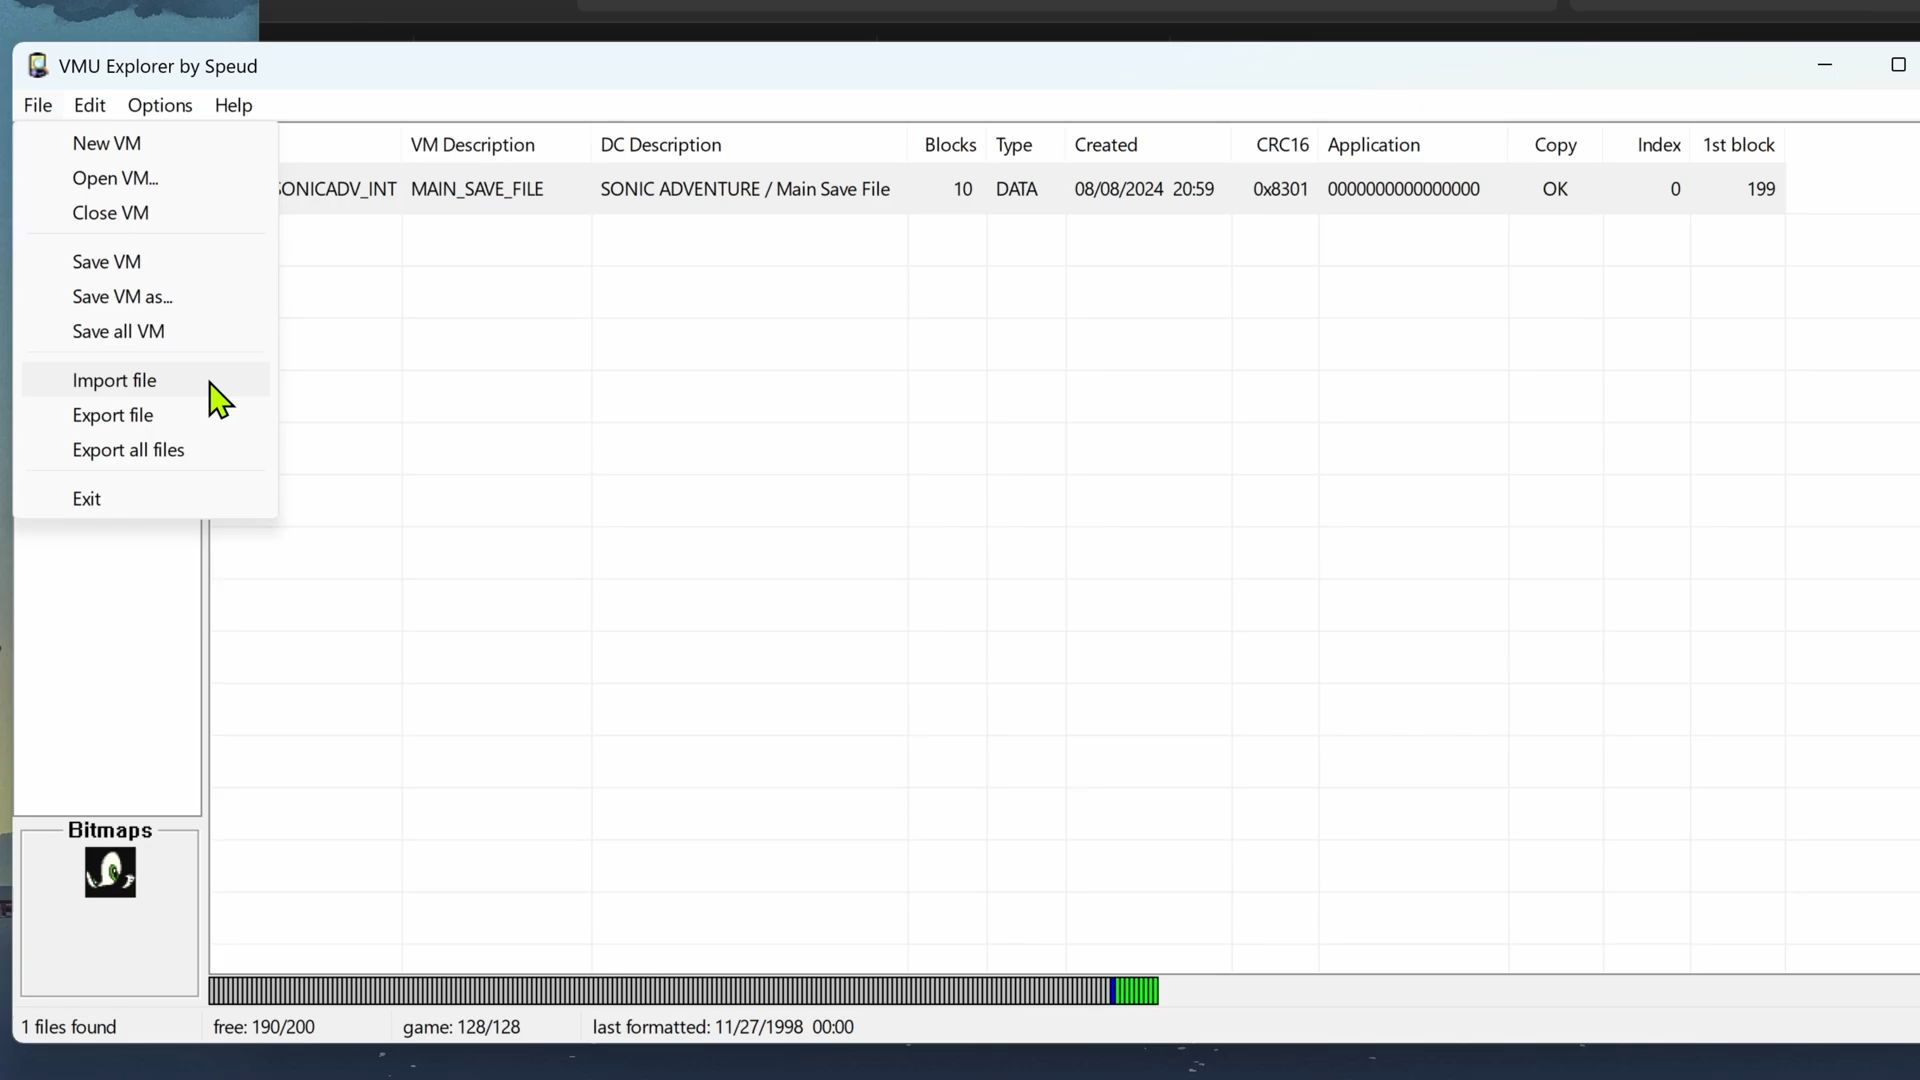 VMU Explorer by Speud
File Edit Options Help
New VM
Open VM...
Close VM
Save VM
Save VM as...
Save all VM
Import file
Export file
Export all files
Exit
VM Description DC Description Blocks Type Created CRC16 Application Copy Index 1st block
SONICADV_INT MAIN_SAVE_FILE SONIC ADVENTURE / Main Save File 10 DATA 08/08/2024 20:59 0x8301 0000000000000000 OK 0 199
Bitmaps
1 files found free: 190/200 game: 128/128 last formatted: 11/27/1998 00:00